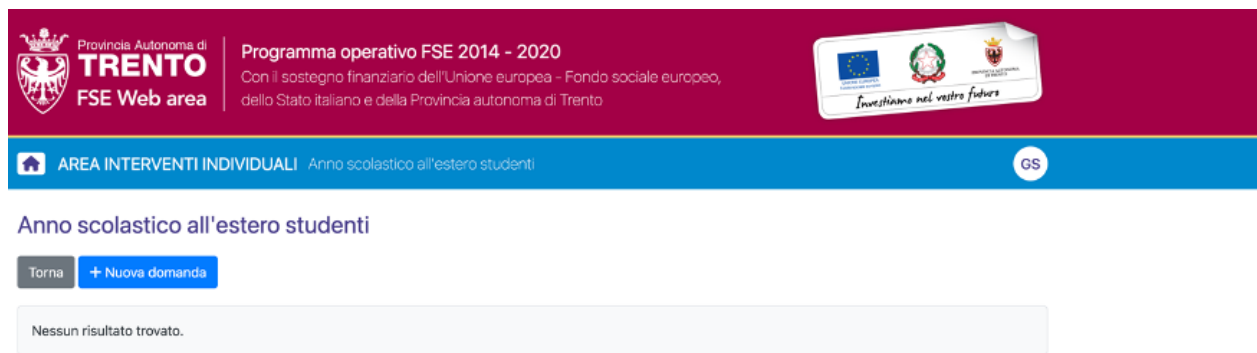 Provincia Autonoma di
TRENTO
FSE Web area
Programma operativo FSE 2014 - 2020
Con il sostegno finanziario dell'Unione europea - Fondo sociale europeo,
dello Stato italiano e della Provincia autonoma di Trento
UNIONE EUROPEA
Investiamo nel vostro futuro
AREA INTERVENTI INDIVIDUALI Anno scolastico all'estero studenti
GS
Anno scolastico all'estero studenti
Torna + Nuova domanda
Nessun risultato trovato.